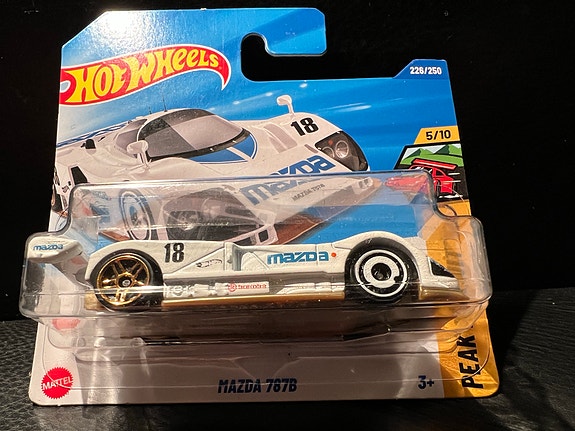 HOT WHEELS
226/250
5/10
18
mazda
MAZDA 787B
mazda
18
mazda
MATTEL
MAZDA 787B
3+
PEAK